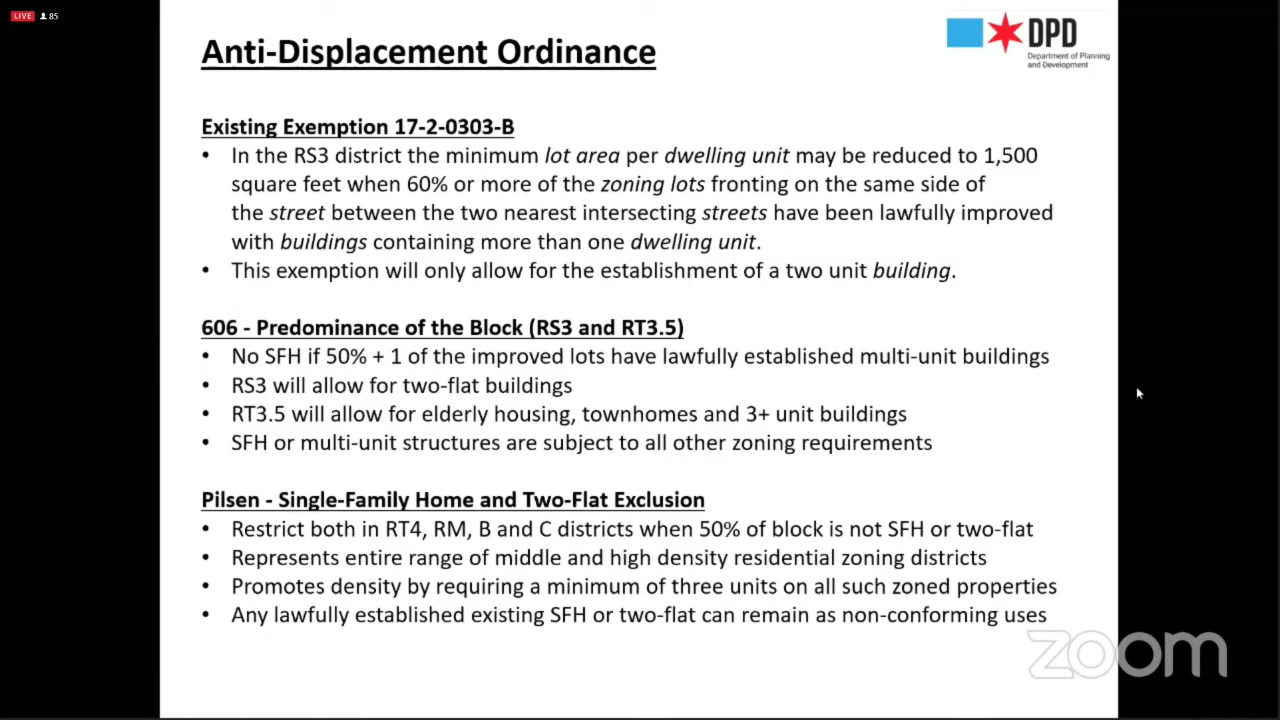 LIVE 85
Anti-Displacement Ordinance
DPD
Department of Planning
and Development
Existing Exemption 17-2-0303-B
• In the RS3 district the minimum lot area per dwelling unit may be reduced to 1,500
square feet when 60% or more of the zoning lots fronting on the same side of
the street between the two nearest intersecting streets have been lawfully improved
with buildings containing more than one dwelling unit.
• This exemption will only allow for the establishment of a two unit building.
606 - Predominance of the Block (RS3 and RT3.5)
• No SFH if 50% + 1 of the improved lots have lawfully established multi-unit buildings
• RS3 will allow for two-flat buildings
• RT3.5 will allow for elderly housing, townhomes and 3+ unit buildings
• SFH or multi-unit structures are subject to all other zoning requirements
Pilsen - Single-Family Home and Two-Flat Exclusion
• Restrict both in RT4, RM, B and C districts when 50% of block is not SFH or two-flat
• Represents entire range of middle and high density residential zoning districts
• Promotes density by requiring a minimum of three units on all such zoned properties
• Any lawfully established existing SFH or two-flat can remain as non-conforming uses
zoom